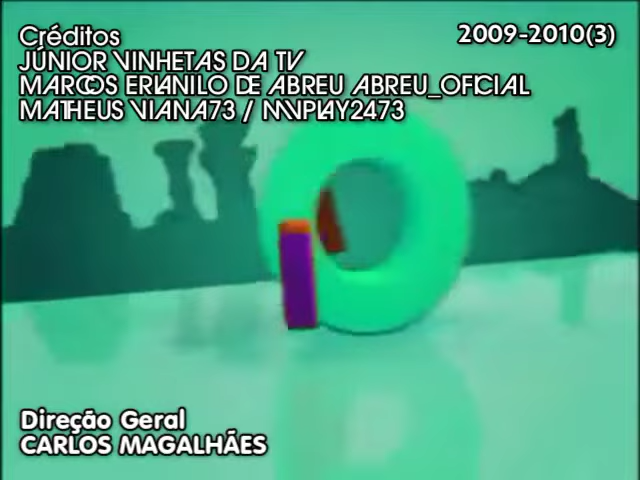 Créditos
2009-2010(3)
JÚNIOR VINHETAS DA TV
MARCOS ERLANILO DE ABREU ABREU_OFICIAL
MATHEUS VIANA73 / MVPLAY2473
Direção Geral
CARLOS MAGALHÃES